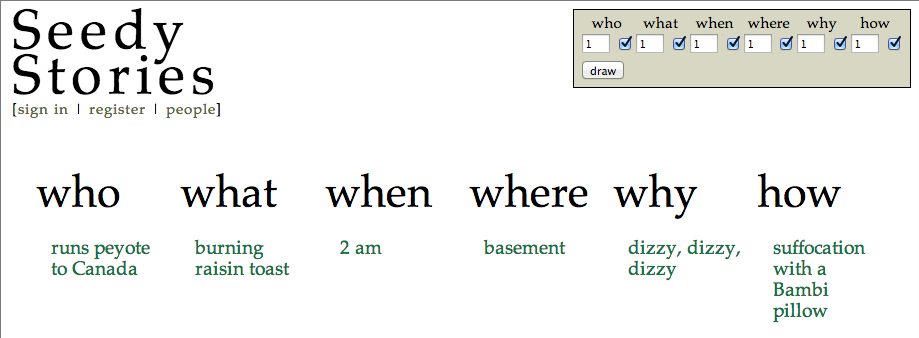 Seedy
Stories
[sign in | register | people]
who what when where why how
1 1 1 1 1 1
draw
who what when where why how
runs peyote
to Canada
burning
raisin toast
2 am
basement
dizzy, dizzy,
dizzy
suffocation
with a
Bambi
pillow